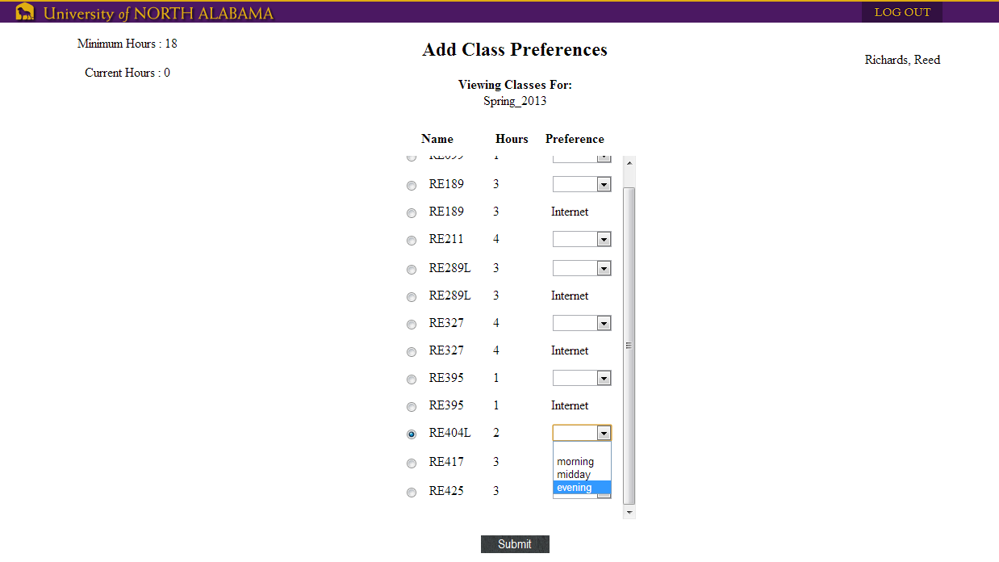 University of NORTH ALABAMA
LOG OUT
Minimum Hours : 18
Current Hours : 0
Add Class Preferences
Richards, Reed
Viewing Classes For:
Spring_2013
Name Hours Preference
RE189 3
RE189 3 Internet
RE211 4
RE289L 3
RE289L 3 Internet
RE327 4
RE327 4 Internet
RE395 1
RE395 1 Internet
RE404L 2
RE417 3
morning
midday
evening
RE425 3
Submit